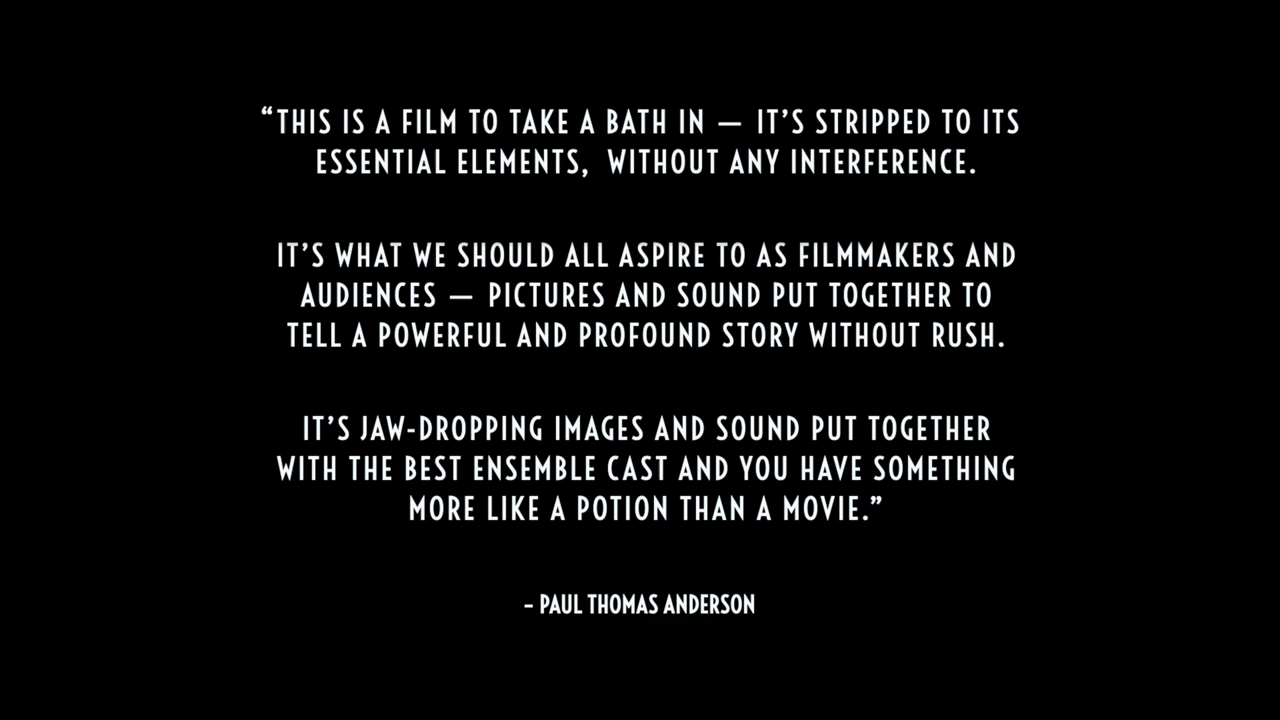 “THIS IS A FILM TO TAKE A BATH IN — IT’S STRIPPED TO ITS
ESSENTIAL ELEMENTS, WITHOUT ANY INTERFERENCE.
IT’S WHAT WE SHOULD ALL ASPIRE TO AS FILMMAKERS AND
AUDIENCES — PICTURES AND SOUND PUT TOGETHER TO
TELL A POWERFUL AND PROFOUND STORY WITHOUT RUSH.
IT’S JAW-DROPPING IMAGES AND SOUND PUT TOGETHER
WITH THE BEST ENSEMBLE CAST AND YOU HAVE SOMETHING
MORE LIKE A POTION THAN A MOVIE.”
– PAUL THOMAS ANDERSON